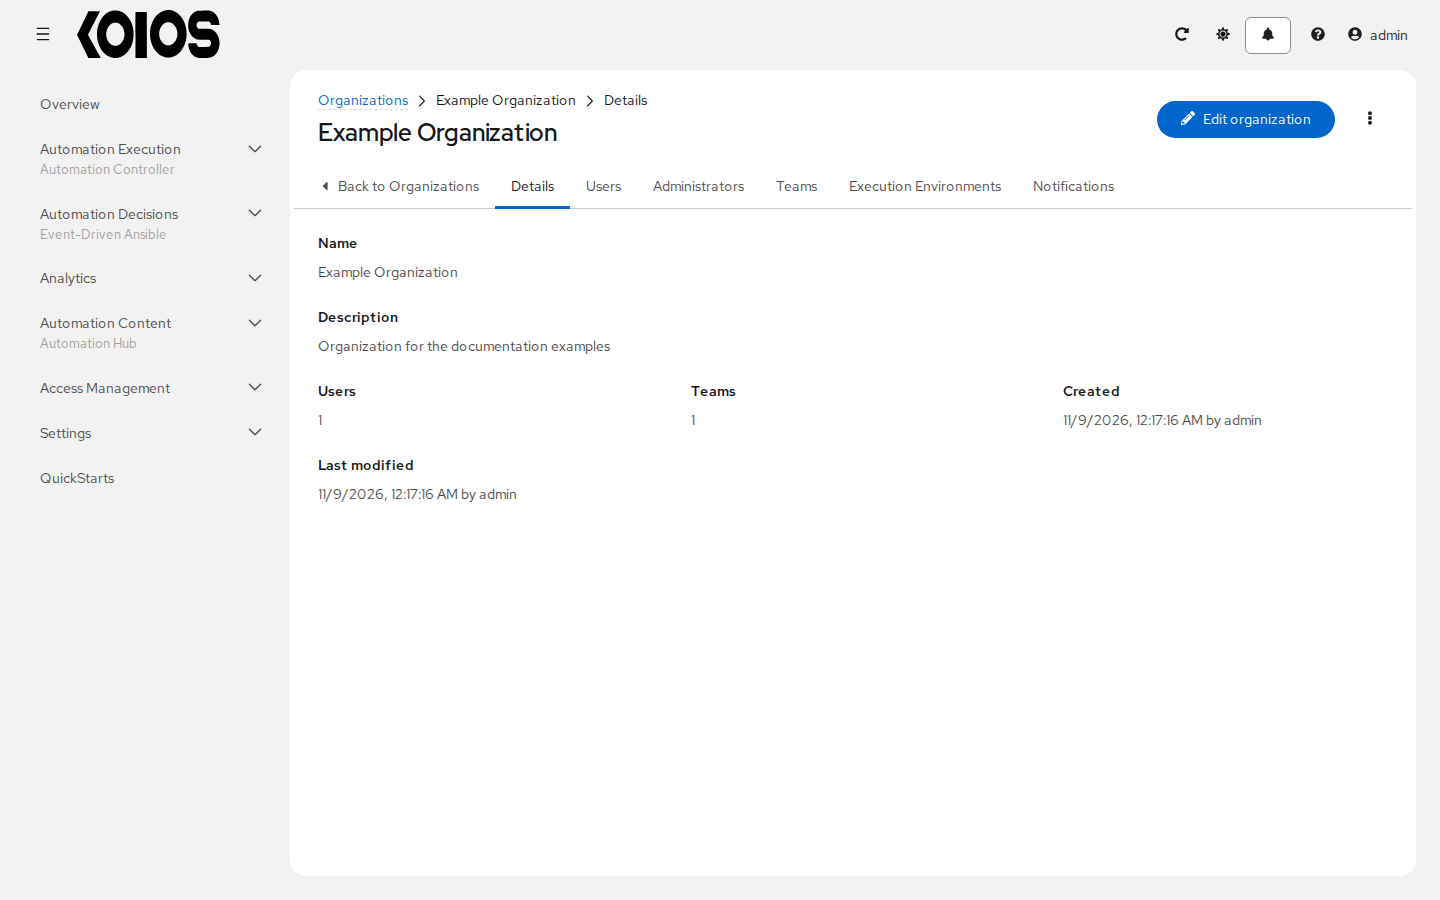 KOIOS
admin
Overview
Automation Execution
Automation Controller
Automation Decisions
Event-Driven Ansible
Analytics
Automation Content
Automation Hub
Access Management
Settings
QuickStarts
Organizations
Example Organization
Details
Example Organization
Edit organization
Back to Organizations
Details
Users
Administrators
Teams
Execution Environments
Notifications
Name
Example Organization
Description
Organization for the documentation examples
Users
1
Teams
1
Created
11/9/2026, 12:17:16 AM by admin
Last modified
11/9/2026, 12:17:16 AM by admin